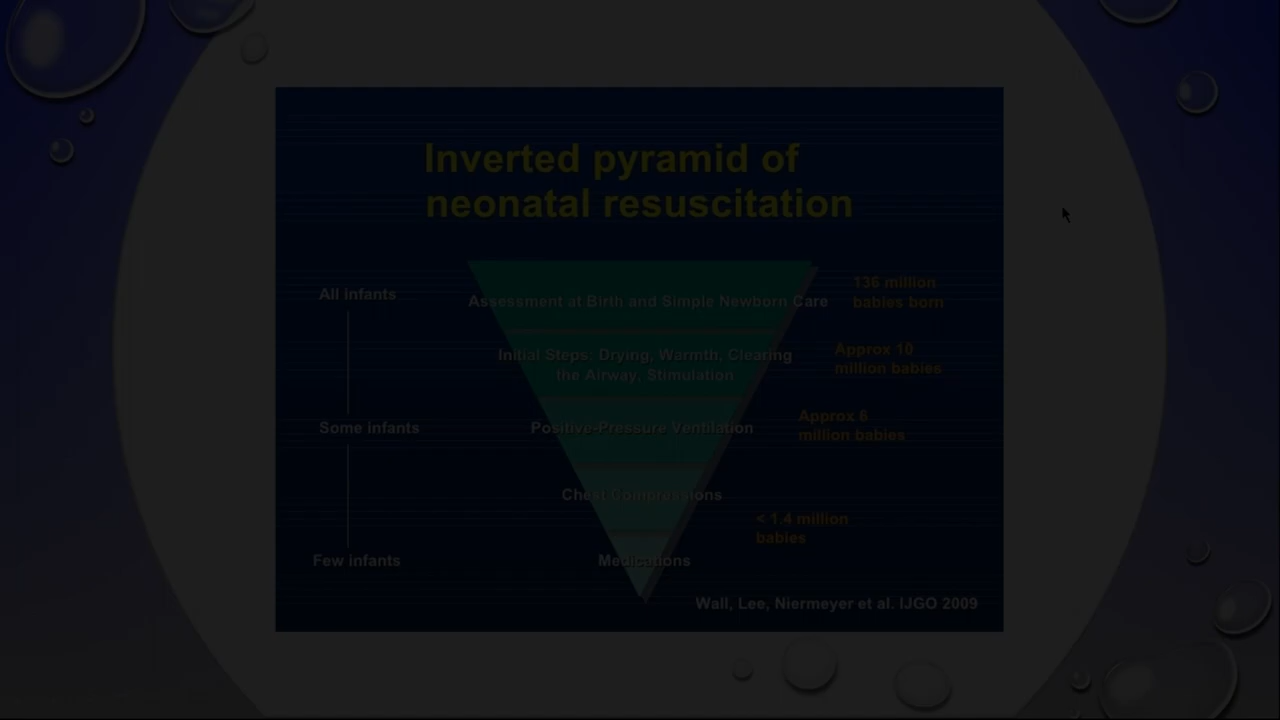 Inverted pyramid of
neonatal resuscitation
All infants
Assessment at Birth and Simple Newborn Care
136 million
babies born
Initial Steps: Drying, Warmth, Clearing
the Airway, Stimulation
Approx 10
million babies
Some infants
Positive-Pressure Ventilation
Approx 6
million babies
Chest Compressions
< 1.4 million
babies
Few infants
Medications
Wall, Lee, Niermeyer et al. IJGO 2009